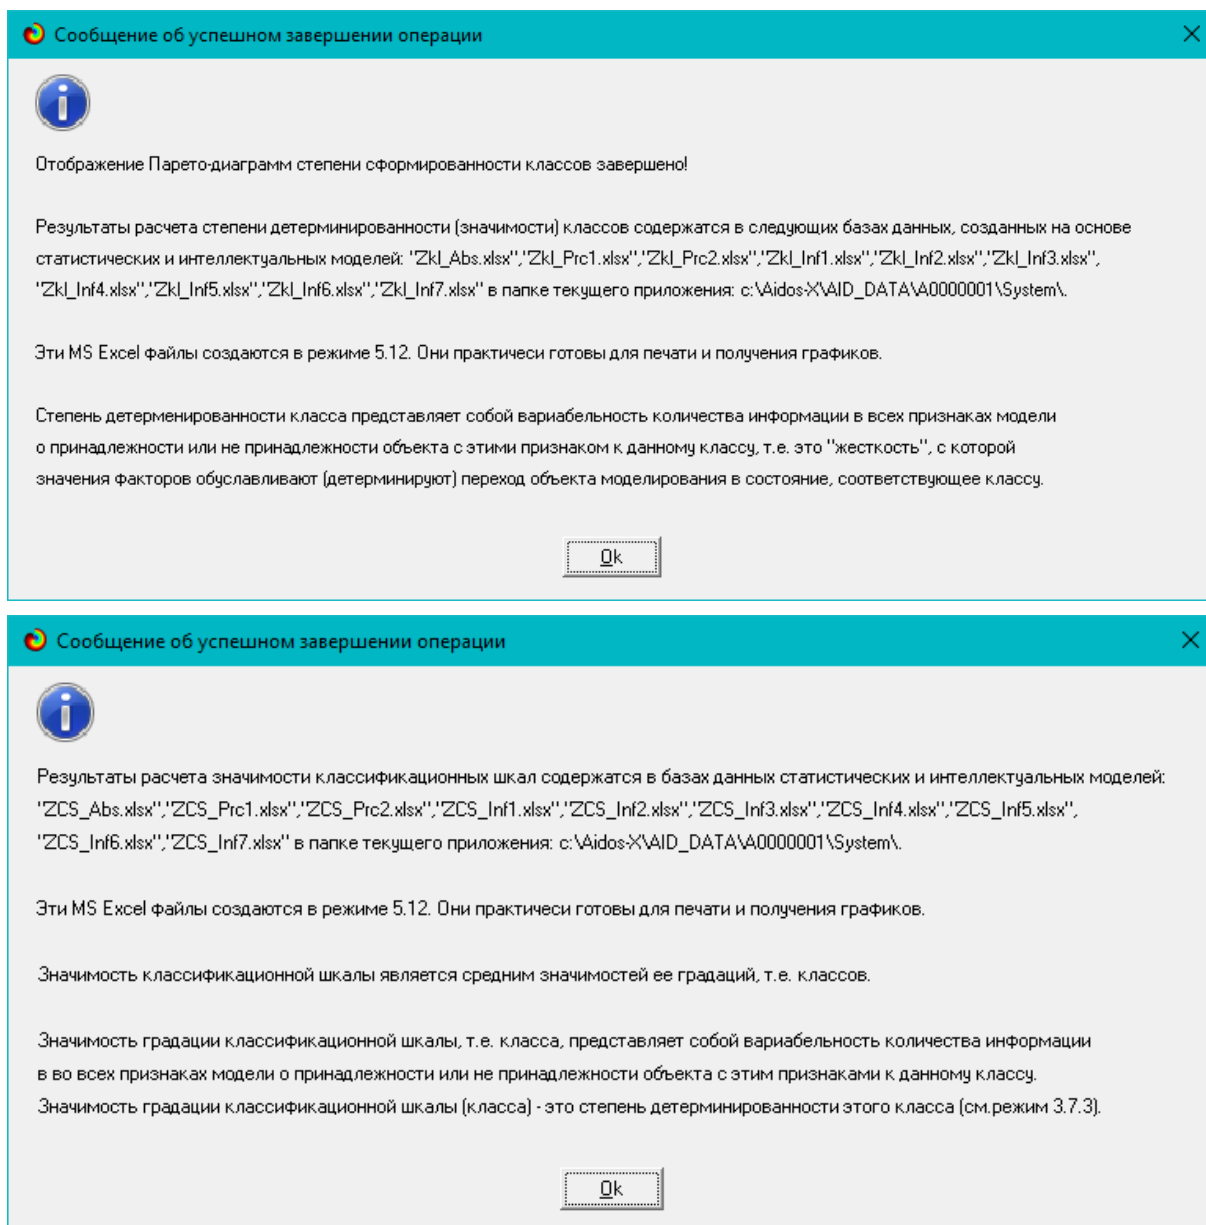 Сообщение об успешном завершении операции
Отображение Парето-диаграмм степени сформированности классов завершено!
Результаты расчета степени детерминированности (значимости) классов содержатся в следующих базах данных, созданных на основе
статистических и интеллектуальных моделей: "Zkl_Abs.xlsx","Zkl_Prc1.xlsx","Zkl_Prc2.xlsx","Zkl_Inf1.xlsx","Zkl_Inf2.xlsx","Zkl_Inf3.xlsx",
"Zkl_Inf4.xlsx","Zkl_Inf5.xlsx","Zkl_Inf6.xlsx","Zkl_Inf7.xlsx" в папке текущего приложения: c:\Aidos-X\AID_DATA\A0000001\System\.
Эти MS Excel файлы создаются в режиме 5.12. Они практичеси готовы для печати и получения графиков.
Степень детерменированности класса представляет собой вариабельность количества информации в всех признаках модели
о принадлежности или не принадлежности объекта с этими признаком к данному классу, т.е. это "жесткость", с которой
значения факторов обуславливают (детерминируют) переход объекта моделирования в состояние, соответствующее классу.
Ok
Сообщение об успешном завершении операции
Результаты расчета значимости классификационных шкал содержатся в базах данных статистических и интеллектуальных моделей:
"ZCS_Abs.xlsx","ZCS_Prc1.xlsx","ZCS_Prc2.xlsx","ZCS_Inf1.xlsx","ZCS_Inf2.xlsx","ZCS_Inf3.xlsx","ZCS_Inf4.xlsx","ZCS_Inf5.xlsx",
"ZCS_Inf6.xlsx","ZCS_Inf7.xlsx" в папке текущего приложения: c:\Aidos-X\AID_DATA\A0000001\System\.
Эти MS Excel файлы создаются в режиме 5.12. Они практичеси готовы для печати и получения графиков.
Значимость классификационной шкалы является средним значимостей ее градаций, т.е. классов.
Значимость градации классификационной шкалы, т.е. класса, представляет собой вариабельность количества информации
в во всех признаках модели о принадлежности или не принадлежности объекта с этим признаками к данному классу.
Значимость градации классификационной шкалы (класса) - это степень детерминированности этого класса (см.режим 3.7.3).
Ok